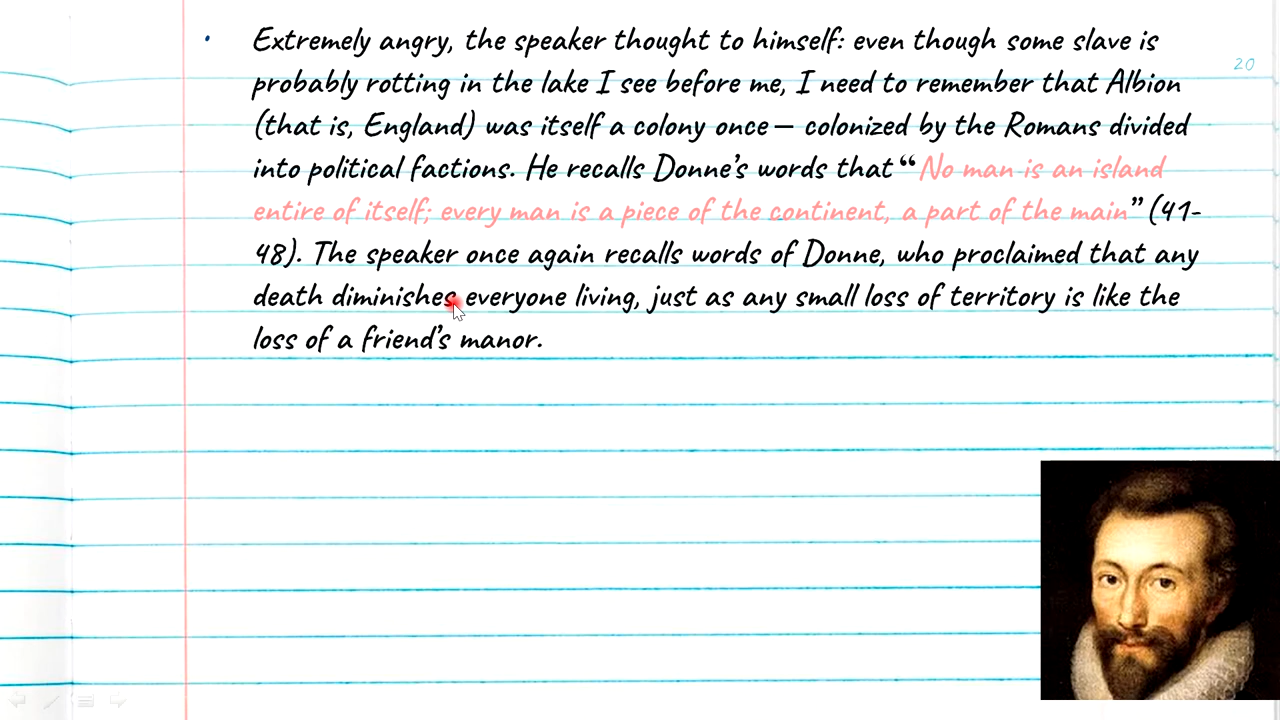 • Extremely angry, the speaker thought to himself: even though some slave is
probably rotting in the lake I see before me, I need to remember that Albion
(that is, England) was itself a colony once — colonized by the Romans divided
into political factions. He recalls Donne's words that “No man is an island
entire of itself; every man is a piece of the continent, a part of the main” (41-
48). The speaker once again recalls words of Donne, who proclaimed that any
death diminishes everyone living, just as any small loss of territory is like the
loss of a friend's manor.
20